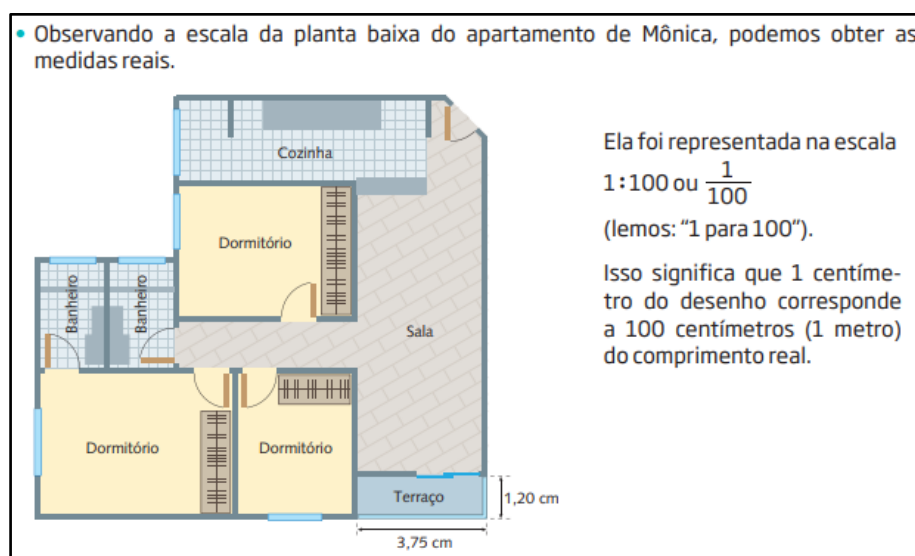 • Observando a escala da planta baixa do apartamento de Mônica, podemos obter as
medidas reais.
Cozinha
Dormitório
Banheiro
Banheiro
Sala
Dormitório
Dormitório
Terraço
1,20 cm
3,75 cm
Ela foi representada na escala
1:100 ou 1/100
(lemos: “1 para 100”).
Isso significa que 1 centíme-
tro do desenho corresponde
a 100 centímetros (1 metro)
do comprimento real.